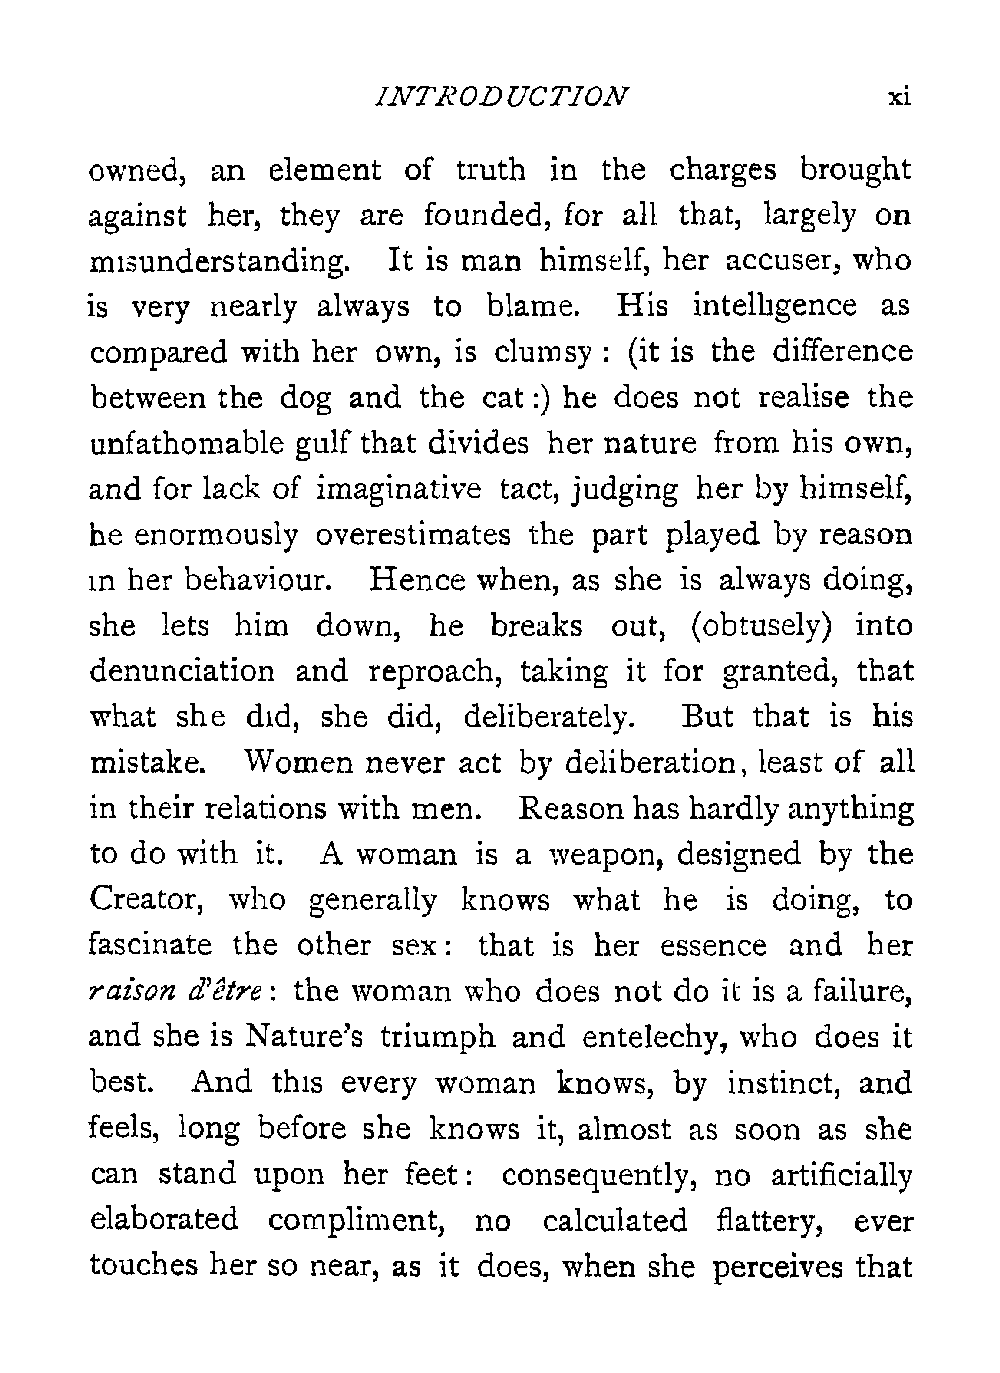 INTRODUCTION xi
owned, an element of truth in the charges brought
against her, they are founded, for all that, largely on
misunderstanding. It is man himself, her accuser, who
is very nearly always to blame. His intelligence as
compared with her own, is clumsy : (it is the difference
between the dog and the cat :) he does not realise the
unfathomable gulf that divides her nature from his own,
and for lack of imaginative tact, judging her by himself,
he enormously overestimates the part played by reason
in her behaviour. Hence when, as she is always doing,
she lets him down, he breaks out, (obtusely) into
denunciation and reproach, taking it for granted, that
what she did, she did, deliberately. But that is his
mistake. Women never act by deliberation, least of all
in their relations with men. Reason has hardly anything
to do with it. A woman is a weapon, designed by the
Creator, who generally knows what he is doing, to
fascinate the other sex : that is her essence and her
raison d'être : the woman who does not do it is a failure,
and she is Nature's triumph and entelechy, who does it
best. And this every woman knows, by instinct, and
feels, long before she knows it, almost as soon as she
can stand upon her feet : consequently, no artificially
elaborated compliment, no calculated flattery, ever
touches her so near, as it does, when she perceives that